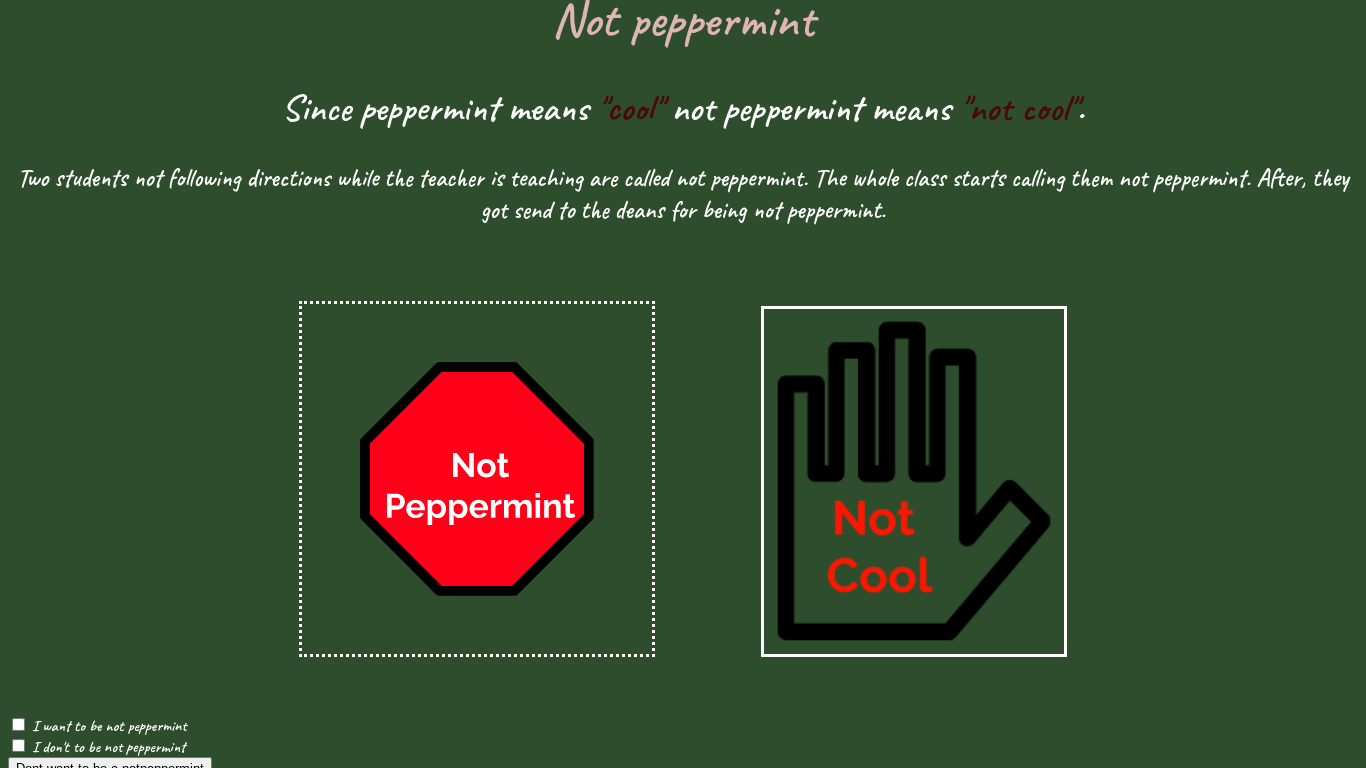 Not peppermint
Since peppermint means "cool" not peppermint means "not cool".
Two students not following directions while the teacher is teaching are called not peppermint. The whole class starts calling them not peppermint. After, they
got send to the deans for being not peppermint.
Not
Peppermint
Not
Cool
I want to be not peppermint
I don't to be not peppermint
Dont want to be a notpeppermint